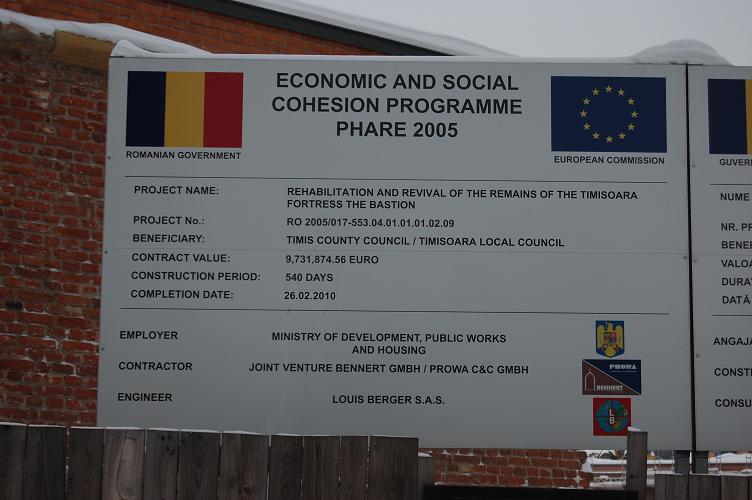 ECONOMIC AND SOCIAL
COHESION PROGRAMME
PHARE 2005
ROMANIAN GOVERNMENT
EUROPEAN COMMISSION
PROJECT NAME: REHABILITATION AND REVIVAL OF THE REMAINS OF THE TIMISOARA
FORTRESS THE BASTION
PROJECT No.: RO 2005/017-553.04.01.01.01.02.09
BENEFICIARY: TIMIS COUNTY COUNCIL / TIMISOARA LOCAL COUNCIL
CONTRACT VALUE: 9,731,874.56 EURO
CONSTRUCTION PERIOD: 540 DAYS
COMPLETION DATE: 26.02.2010
EMPLOYER MINISTRY OF DEVELOPMENT, PUBLIC WORKS
AND HOUSING
CONTRACTOR JOINT VENTURE BENNERT GMBH / PROWA C&C GMBH
PROWA
BENNERT
ENGINEER LOUIS BERGER S.A.S.
L
B
GUVER
NUME
NR. PR
BENEF
VALOA
DURAT
DATĂ
ANGAJA
CONST
CONSU